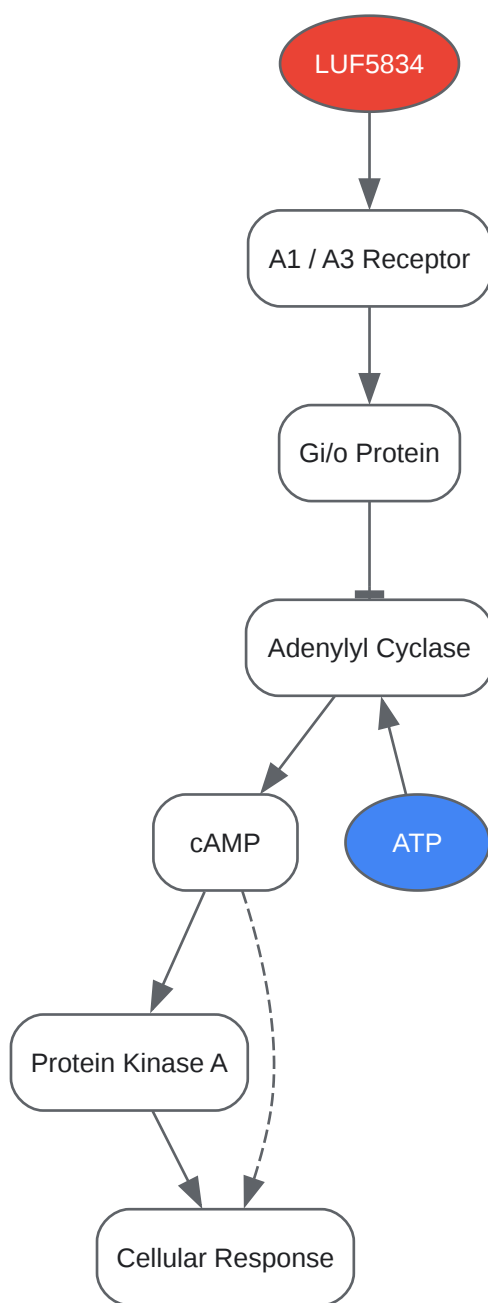 LUF5834
A1 / A3 Receptor
Gi/o Protein
Adenylyl Cyclase
cAMP
ATP
Protein Kinase A
Cellular Response